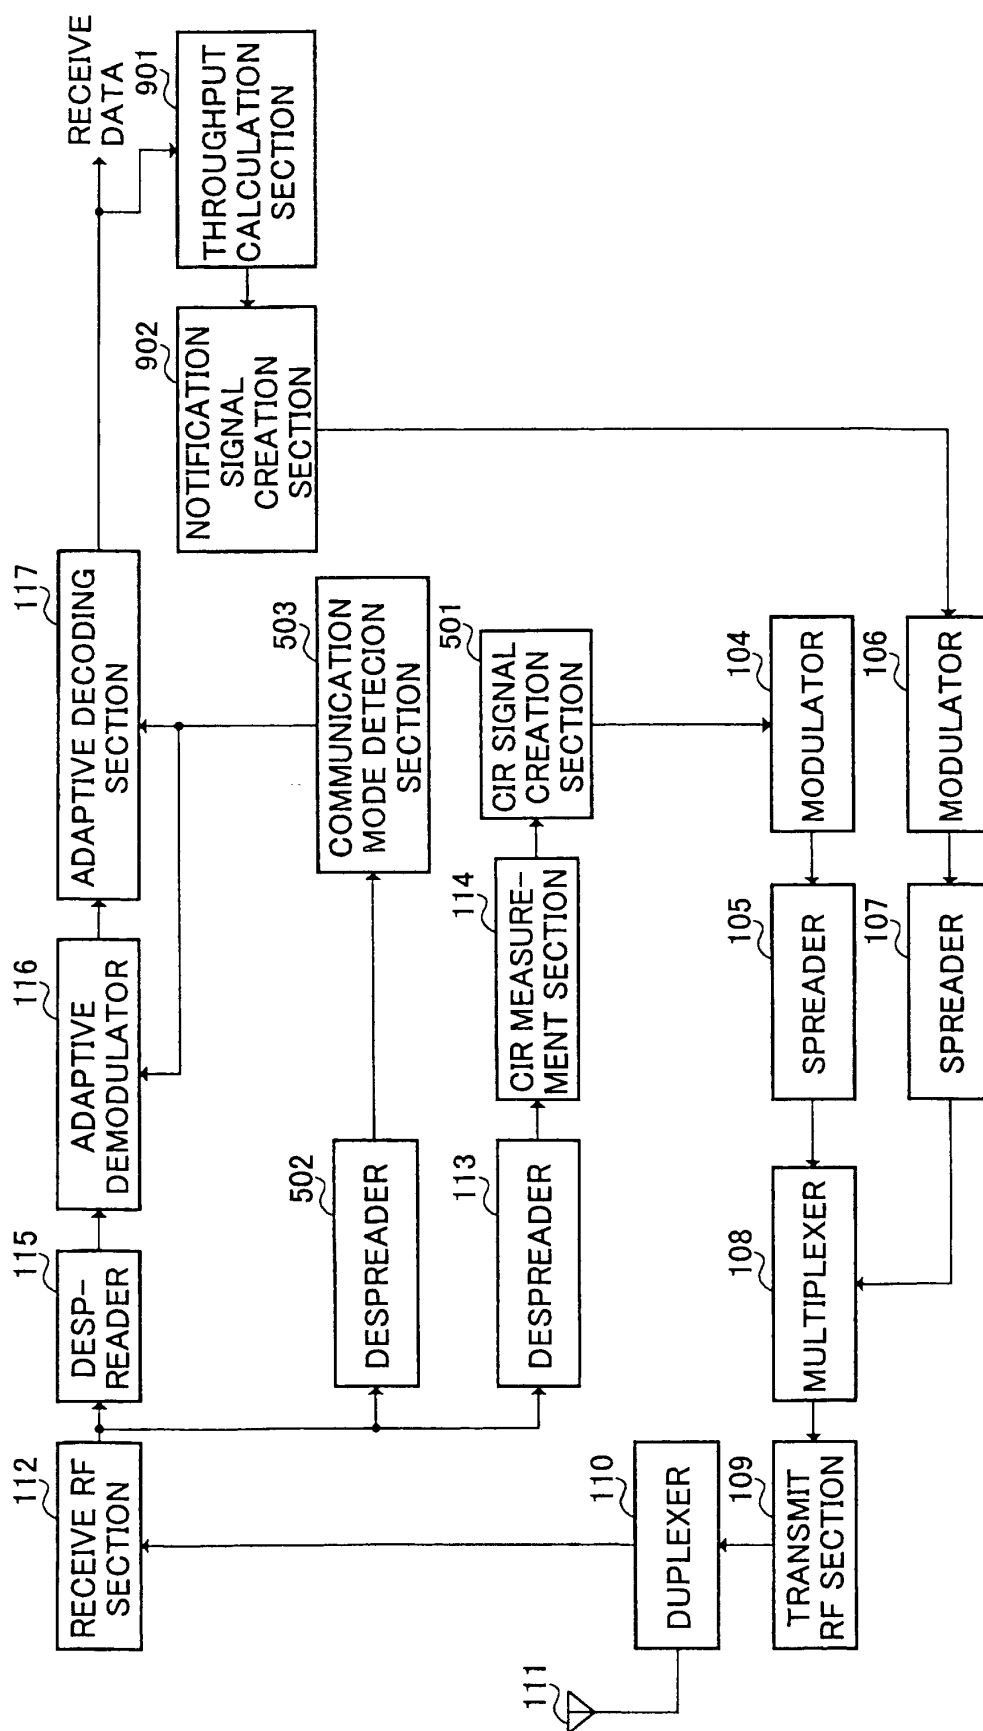 111
110
DUPLEXER
112
RECEIVE RF
SECTION
115
DESP-
READER
116
ADAPTIVE
DEMODULATOR
117
ADAPTIVE DECODING
SECTION
RECEIVE
DATA
901
THROUGHPUT
CALCULATION
SECTION
902
NOTIFICATION
SIGNAL
CREATION
SECTION
502
DESPREADER
503
COMMUNICATION
MODE DETECION
SECTION
113
DESPREADER
114
CIR MEASURE-
MENT SECTION
501
CIR SIGNAL
CREATION
SECTION
109
TRANSMIT
RF SECTION
108
MULTIPLEXER
105
SPREADER
104
MODULATOR
107
SPREADER
106
MODULATOR